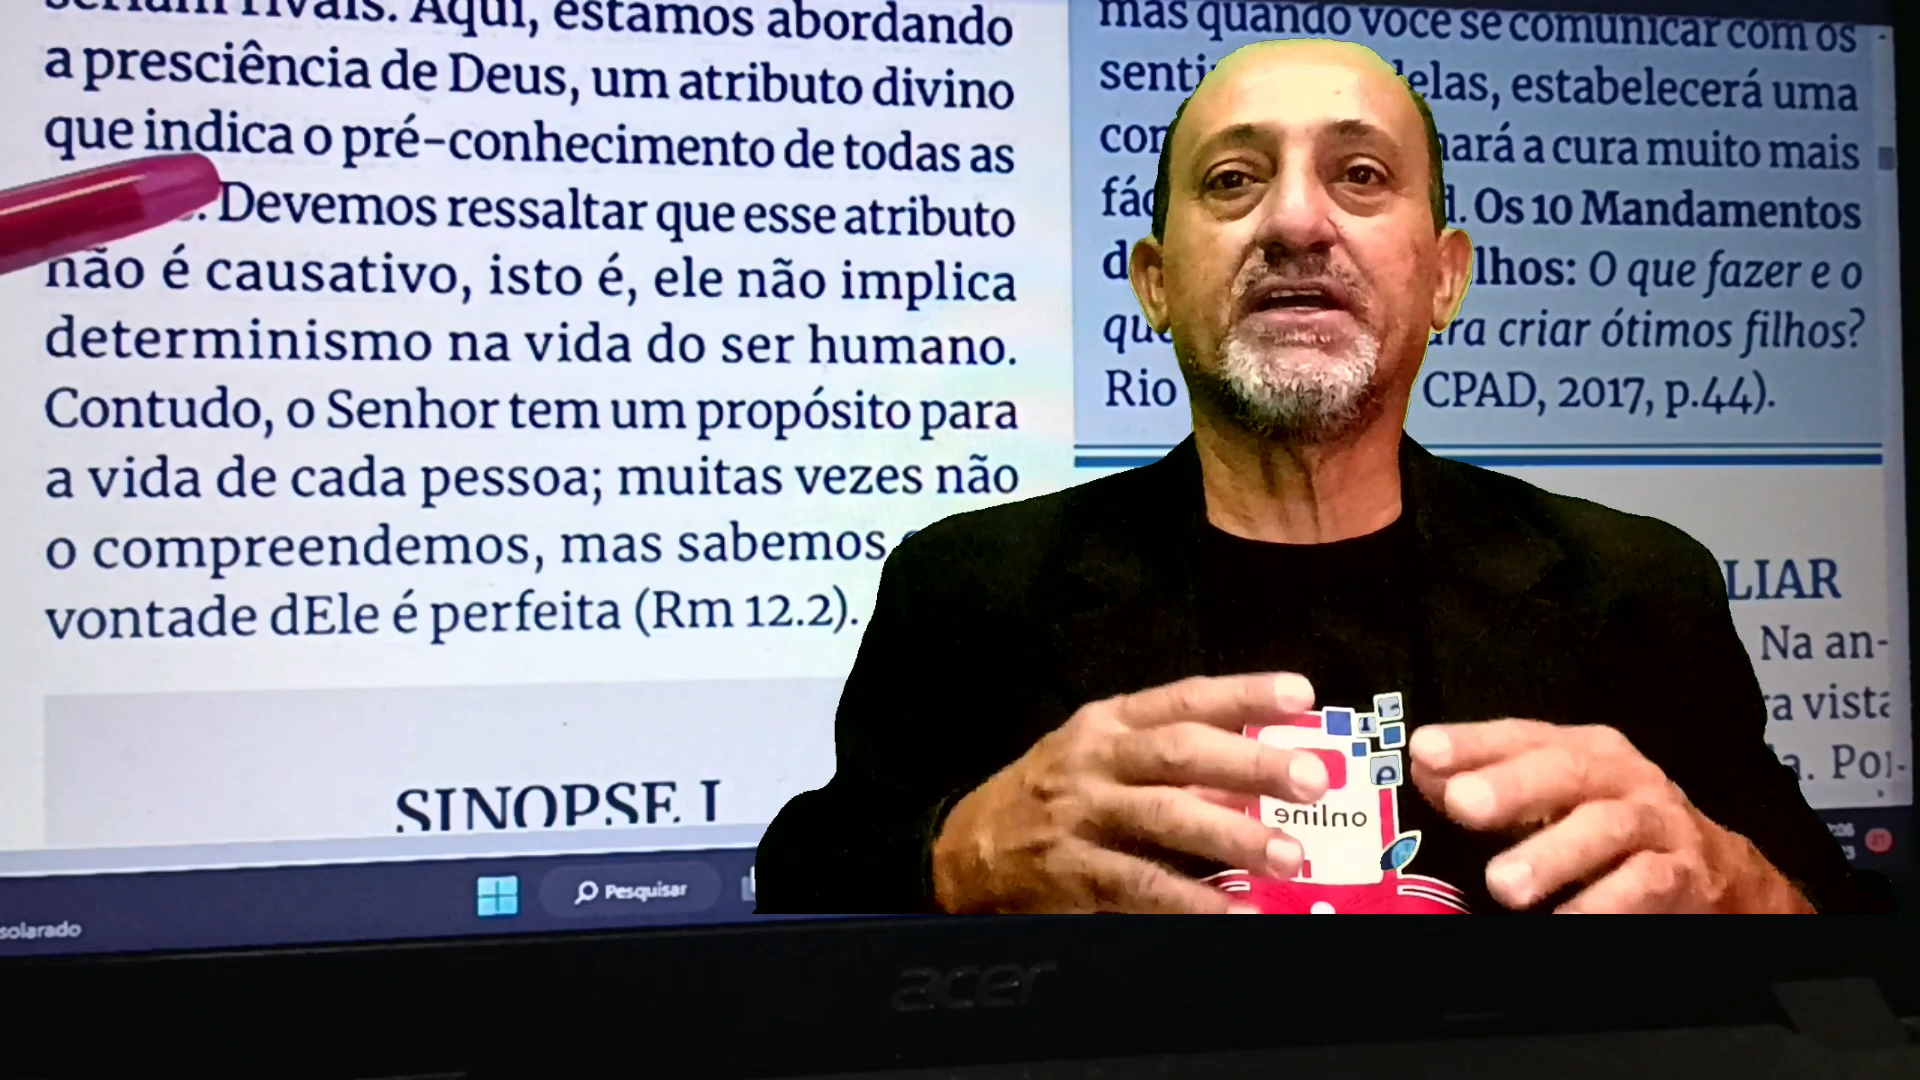 seriam rivais. Aqui, estamos abordando
a presciência de Deus, um atributo divino
que indica o pré-conhecimento de todas as
. Devemos ressaltar que esse atributo
não é causativo, isto é, ele não implica
determinismo na vida do ser humano.
Contudo, o Senhor tem um propósito para
a vida de cada pessoa; muitas vezes não
o compreendemos, mas sabemos
vontade dEle é perfeita (Rm 12.2).
SINOPSE I
mas quando você se comunicar com os
elas, estabelecerá uma
a cura muito mais
. Os 10 Mandamentos
lhos: O que fazer e o
criar ótimos filhos?
Rio CPAD, 2017, p.44).
LIAR
Na an-
a vista
online
e
Pesquisar
solarado
acer